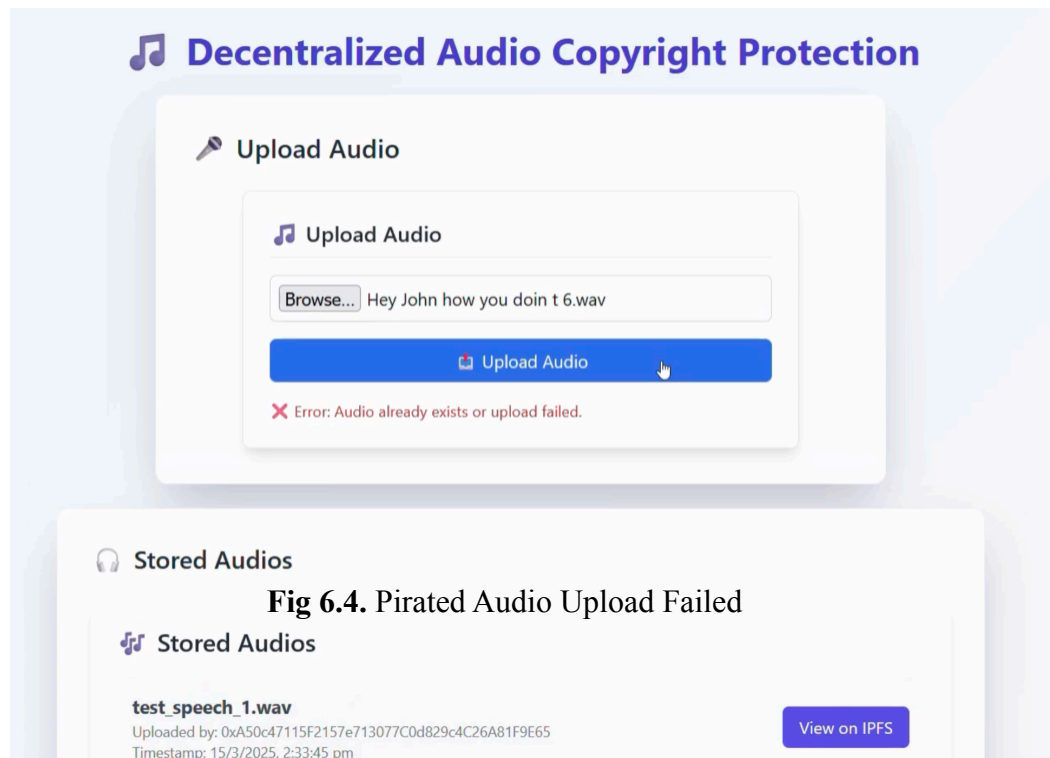 Decentralized Audio Copyright Protection
Upload Audio
Upload Audio
Browse... Hey John how you doin t 6.wav
Upload Audio
Error: Audio already exists or upload failed.
Stored Audios
Fig 6.4. Pirated Audio Upload Failed
Stored Audios
test_speech_1.wav
Uploaded by: 0xA50c47115F2157e713077C0d829c4C26A81F9E65
View on IPFS
Timestamp: 15/3/2025, 2:33:45 pm